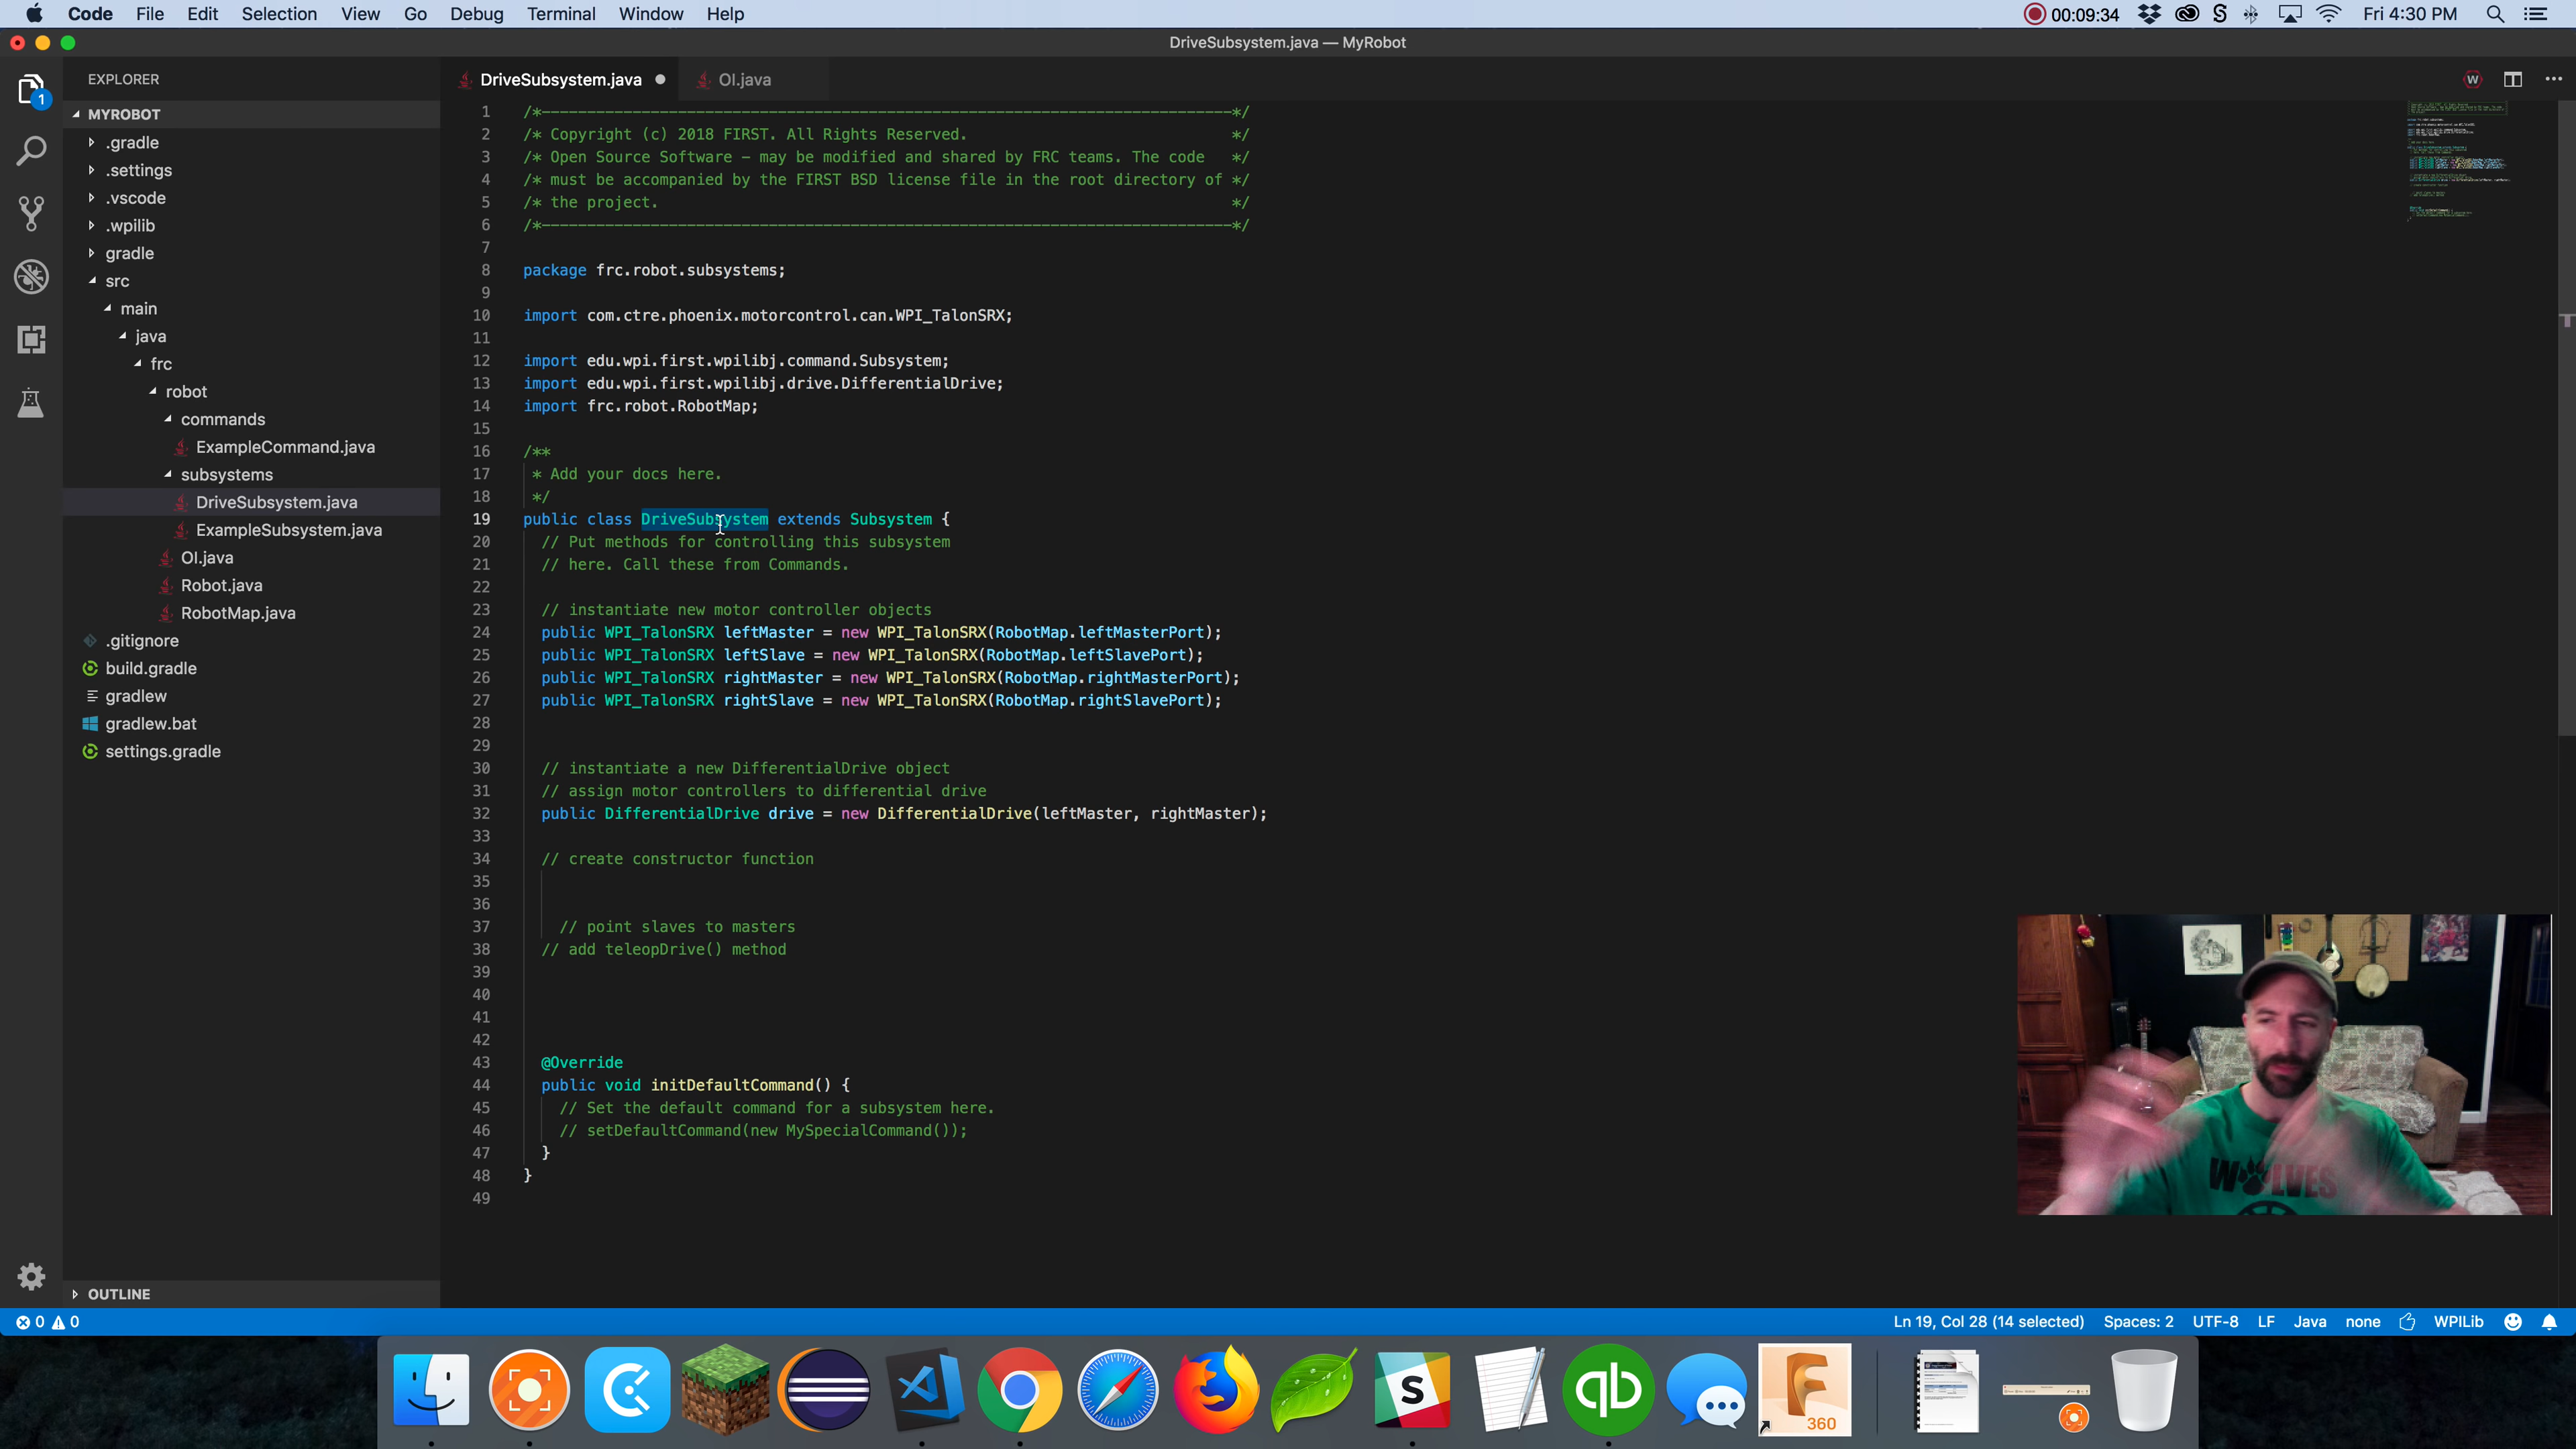 Code File Edit Selection View Go Debug Terminal Window Help 00:09:34 Fri 4:30 PM
DriveSubsystem.java — MyRobot
EXPLORER
MYROBOT
.gradle
.settings
.vscode
.wpilib
gradle
src
main
java
frc
robot
commands
ExampleCommand.java
subsystems
DriveSubsystem.java
ExampleSubsystem.java
OI.java
Robot.java
RobotMap.java
.gitignore
build.gradle
gradlew
gradlew.bat
settings.gradle
OUTLINE
DriveSubsystem.java OI.java
1 /*----------------------------------------------------------------------------*/
2 /* Copyright (c) 2018 FIRST. All Rights Reserved. */
3 /* Open Source Software - may be modified and shared by FRC teams. The code */
4 /* must be accompanied by the FIRST BSD license file in the root directory of */
5 /* the project. */
6 /*----------------------------------------------------------------------------*/
7
8 package frc.robot.subsystems;
9
10 import com.ctre.phoenix.motorcontrol.can.WPI_TalonSRX;
11
12 import edu.wpi.first.wpilibj.command.Subsystem;
13 import edu.wpi.first.wpilibj.drive.DifferentialDrive;
14 import frc.robot.RobotMap;
15
16 /**
17 * Add your docs here.
18 */
19 public class DriveSubsystem extends Subsystem {
20 // Put methods for controlling this subsystem
21 // here. Call these from Commands.
22
23 // instantiate new motor controller objects
24 public WPI_TalonSRX leftMaster = new WPI_TalonSRX(RobotMap.leftMasterPort);
25 public WPI_TalonSRX leftSlave = new WPI_TalonSRX(RobotMap.leftSlavePort);
26 public WPI_TalonSRX rightMaster = new WPI_TalonSRX(RobotMap.rightMasterPort);
27 public WPI_TalonSRX rightSlave = new WPI_TalonSRX(RobotMap.rightSlavePort);
28
29
30 // instantiate a new DifferentialDrive object
31 // assign motor controllers to differential drive
32 public DifferentialDrive drive = new DifferentialDrive(leftMaster, rightMaster);
33
34 // create constructor function
35
36
37 // point slaves to masters
38 // add teleopDrive() method
39
40
41
42
43 @Override
44 public void initDefaultCommand() {
45 // Set the default command for a subsystem here.
46 // setDefaultCommand(new MySpecialCommand());
47 }
48 }
49
WOLVES
0 0 Ln 19, Col 28 (14 selected) Spaces: 2 UTF-8 LF Java none WPILib
S qb F 360